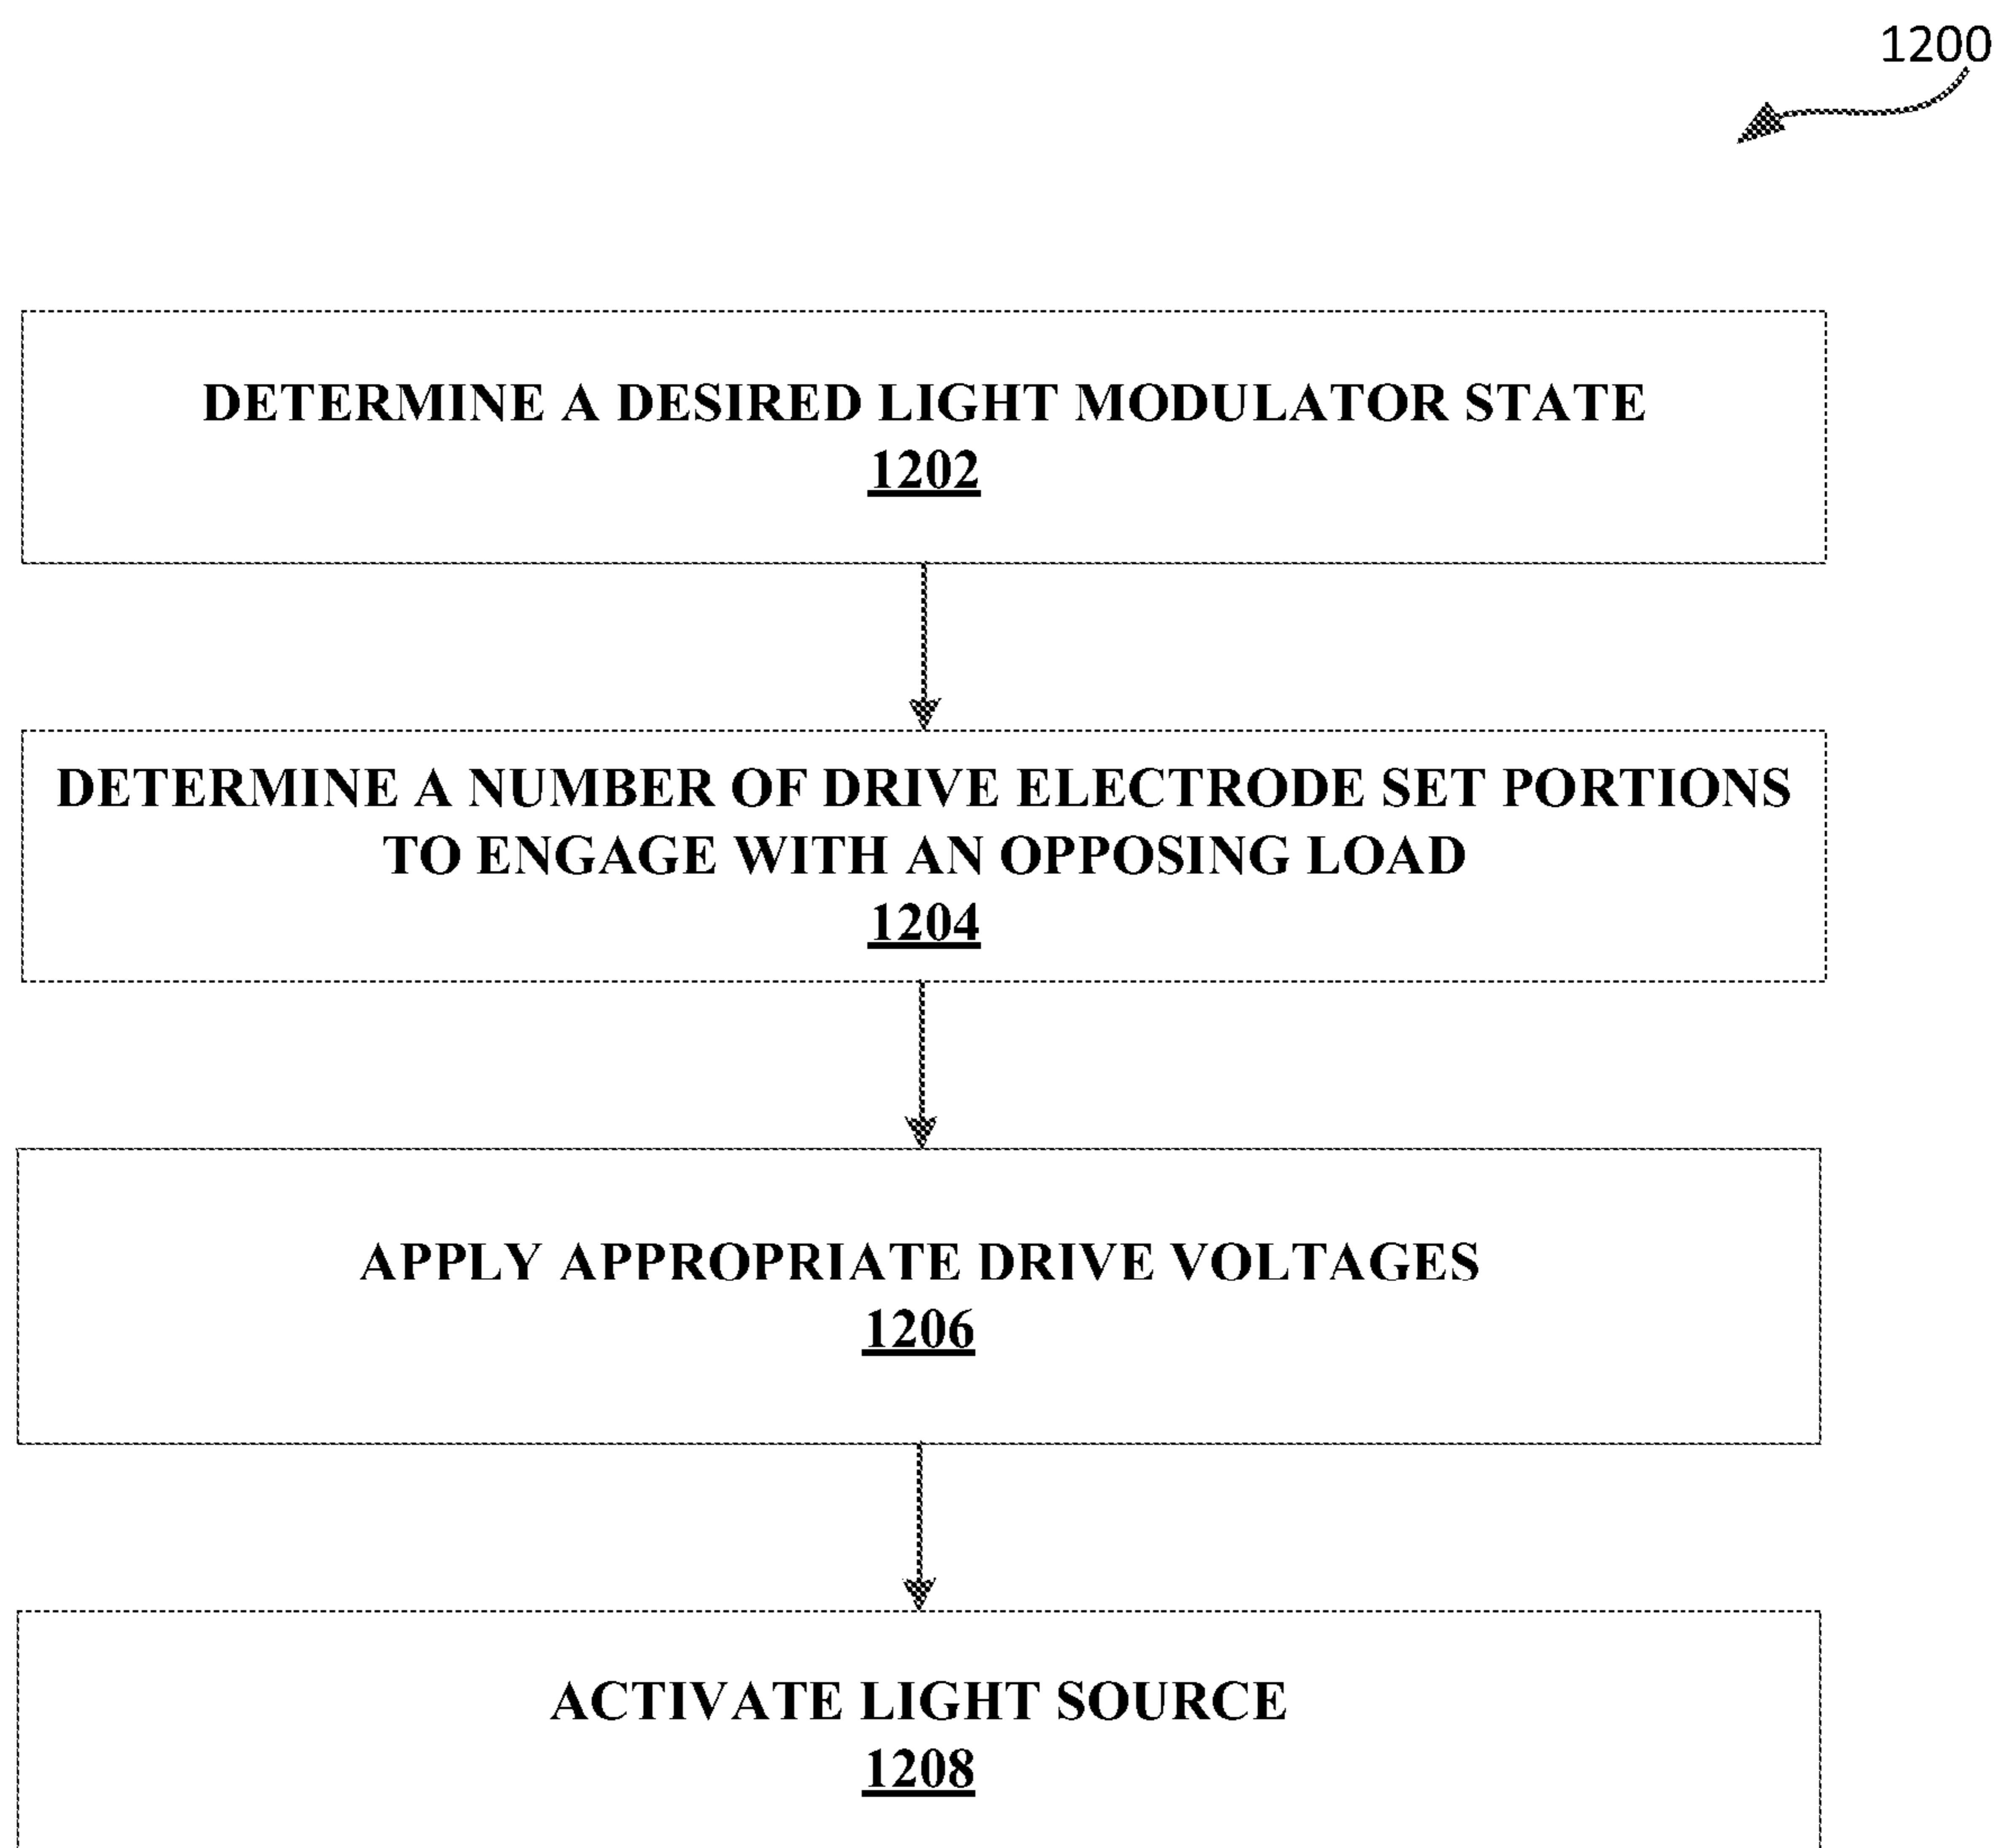 1200
DETERMINE A DESIRED LIGHT MODULATOR STATE
1202
DETERMINE A NUMBER OF DRIVE ELECTRODE SET PORTIONS
TO ENGAGE WITH AN OPPOSING LOAD
1204
APPLY APPROPRIATE DRIVE VOLTAGES
1206
ACTIVATE LIGHT SOURCE
1208